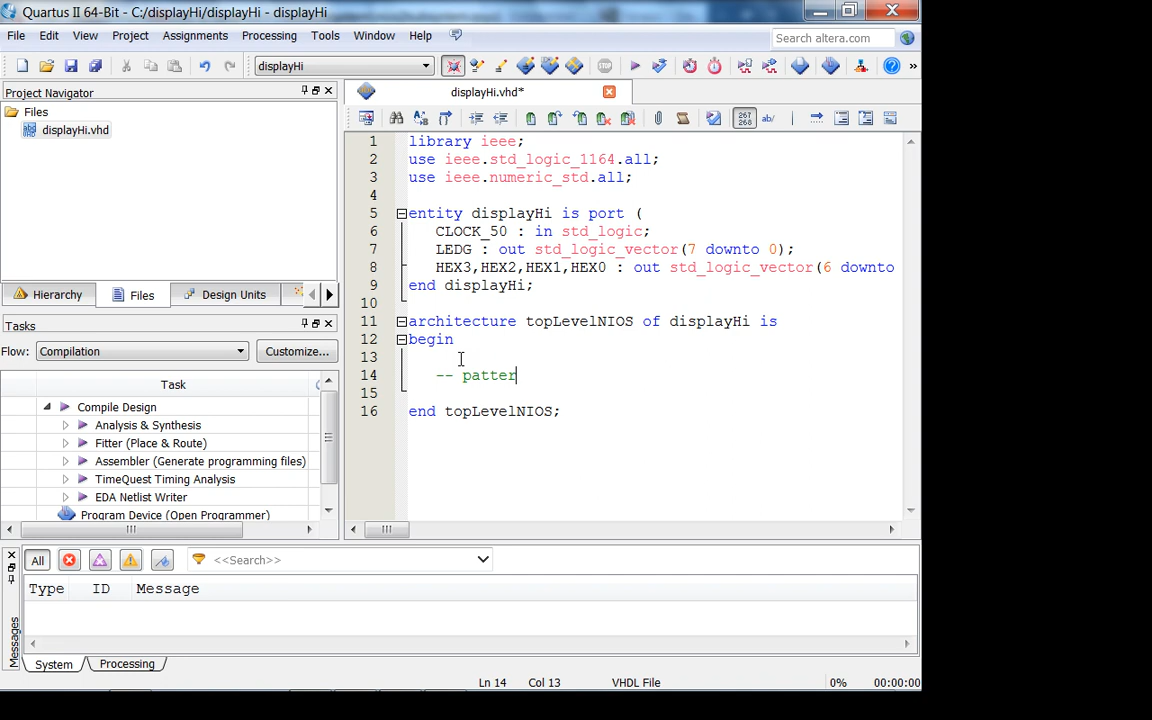 Quartus II 64-Bit - C:/displayHi/displayHi - displayHi
File Edit View Project Assignments Processing Tools Window Help
Search altera.com
displayHi
Project Navigator
displayHi.vhd*
Files
displayHi.vhd
267
268
ab/
1 library ieee;
2 use ieee.std_logic_1164.all;
3 use ieee.numeric_std.all;
4
5 entity displayHi is port (
6 CLOCK_50 : in std_logic;
7 LEDG : out std_logic_vector(7 downto 0);
8 HEX3,HEX2,HEX1,HEX0 : out std_logic_vector(6 downto
9 end displayHi;
10
11 architecture topLevelNIOS of displayHi is
12 begin
13
14 -- patter
15
16 end topLevelNIOS;
Hierarchy Files Design Units
Tasks
Flow: Compilation Customize...
Task
Compile Design
Analysis & Synthesis
Fitter (Place & Route)
Assembler (Generate programming files)
TimeQuest Timing Analysis
EDA Netlist Writer
Program Device (Open Programmer)
All <<Search>>
Type ID Message
Messages
System Processing
Ln 14 Col 13 VHDL File 0% 00:00:00